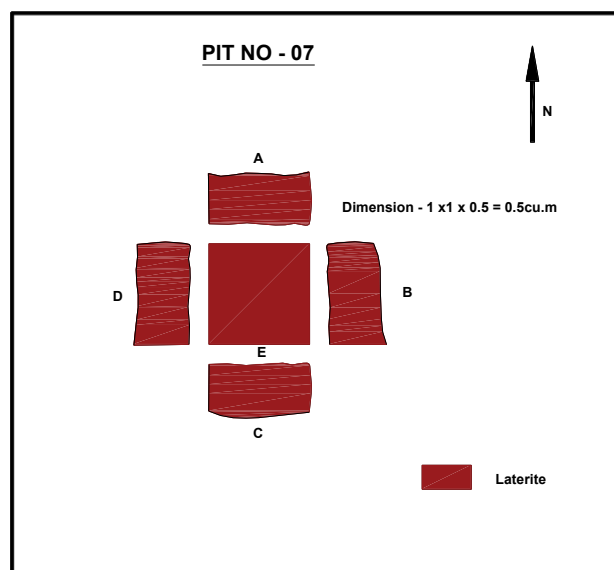 PIT NO - 07
N
A
Dimension - 1 x1 x 0.5 = 0.5cu.m
D
B
E
C
Laterite